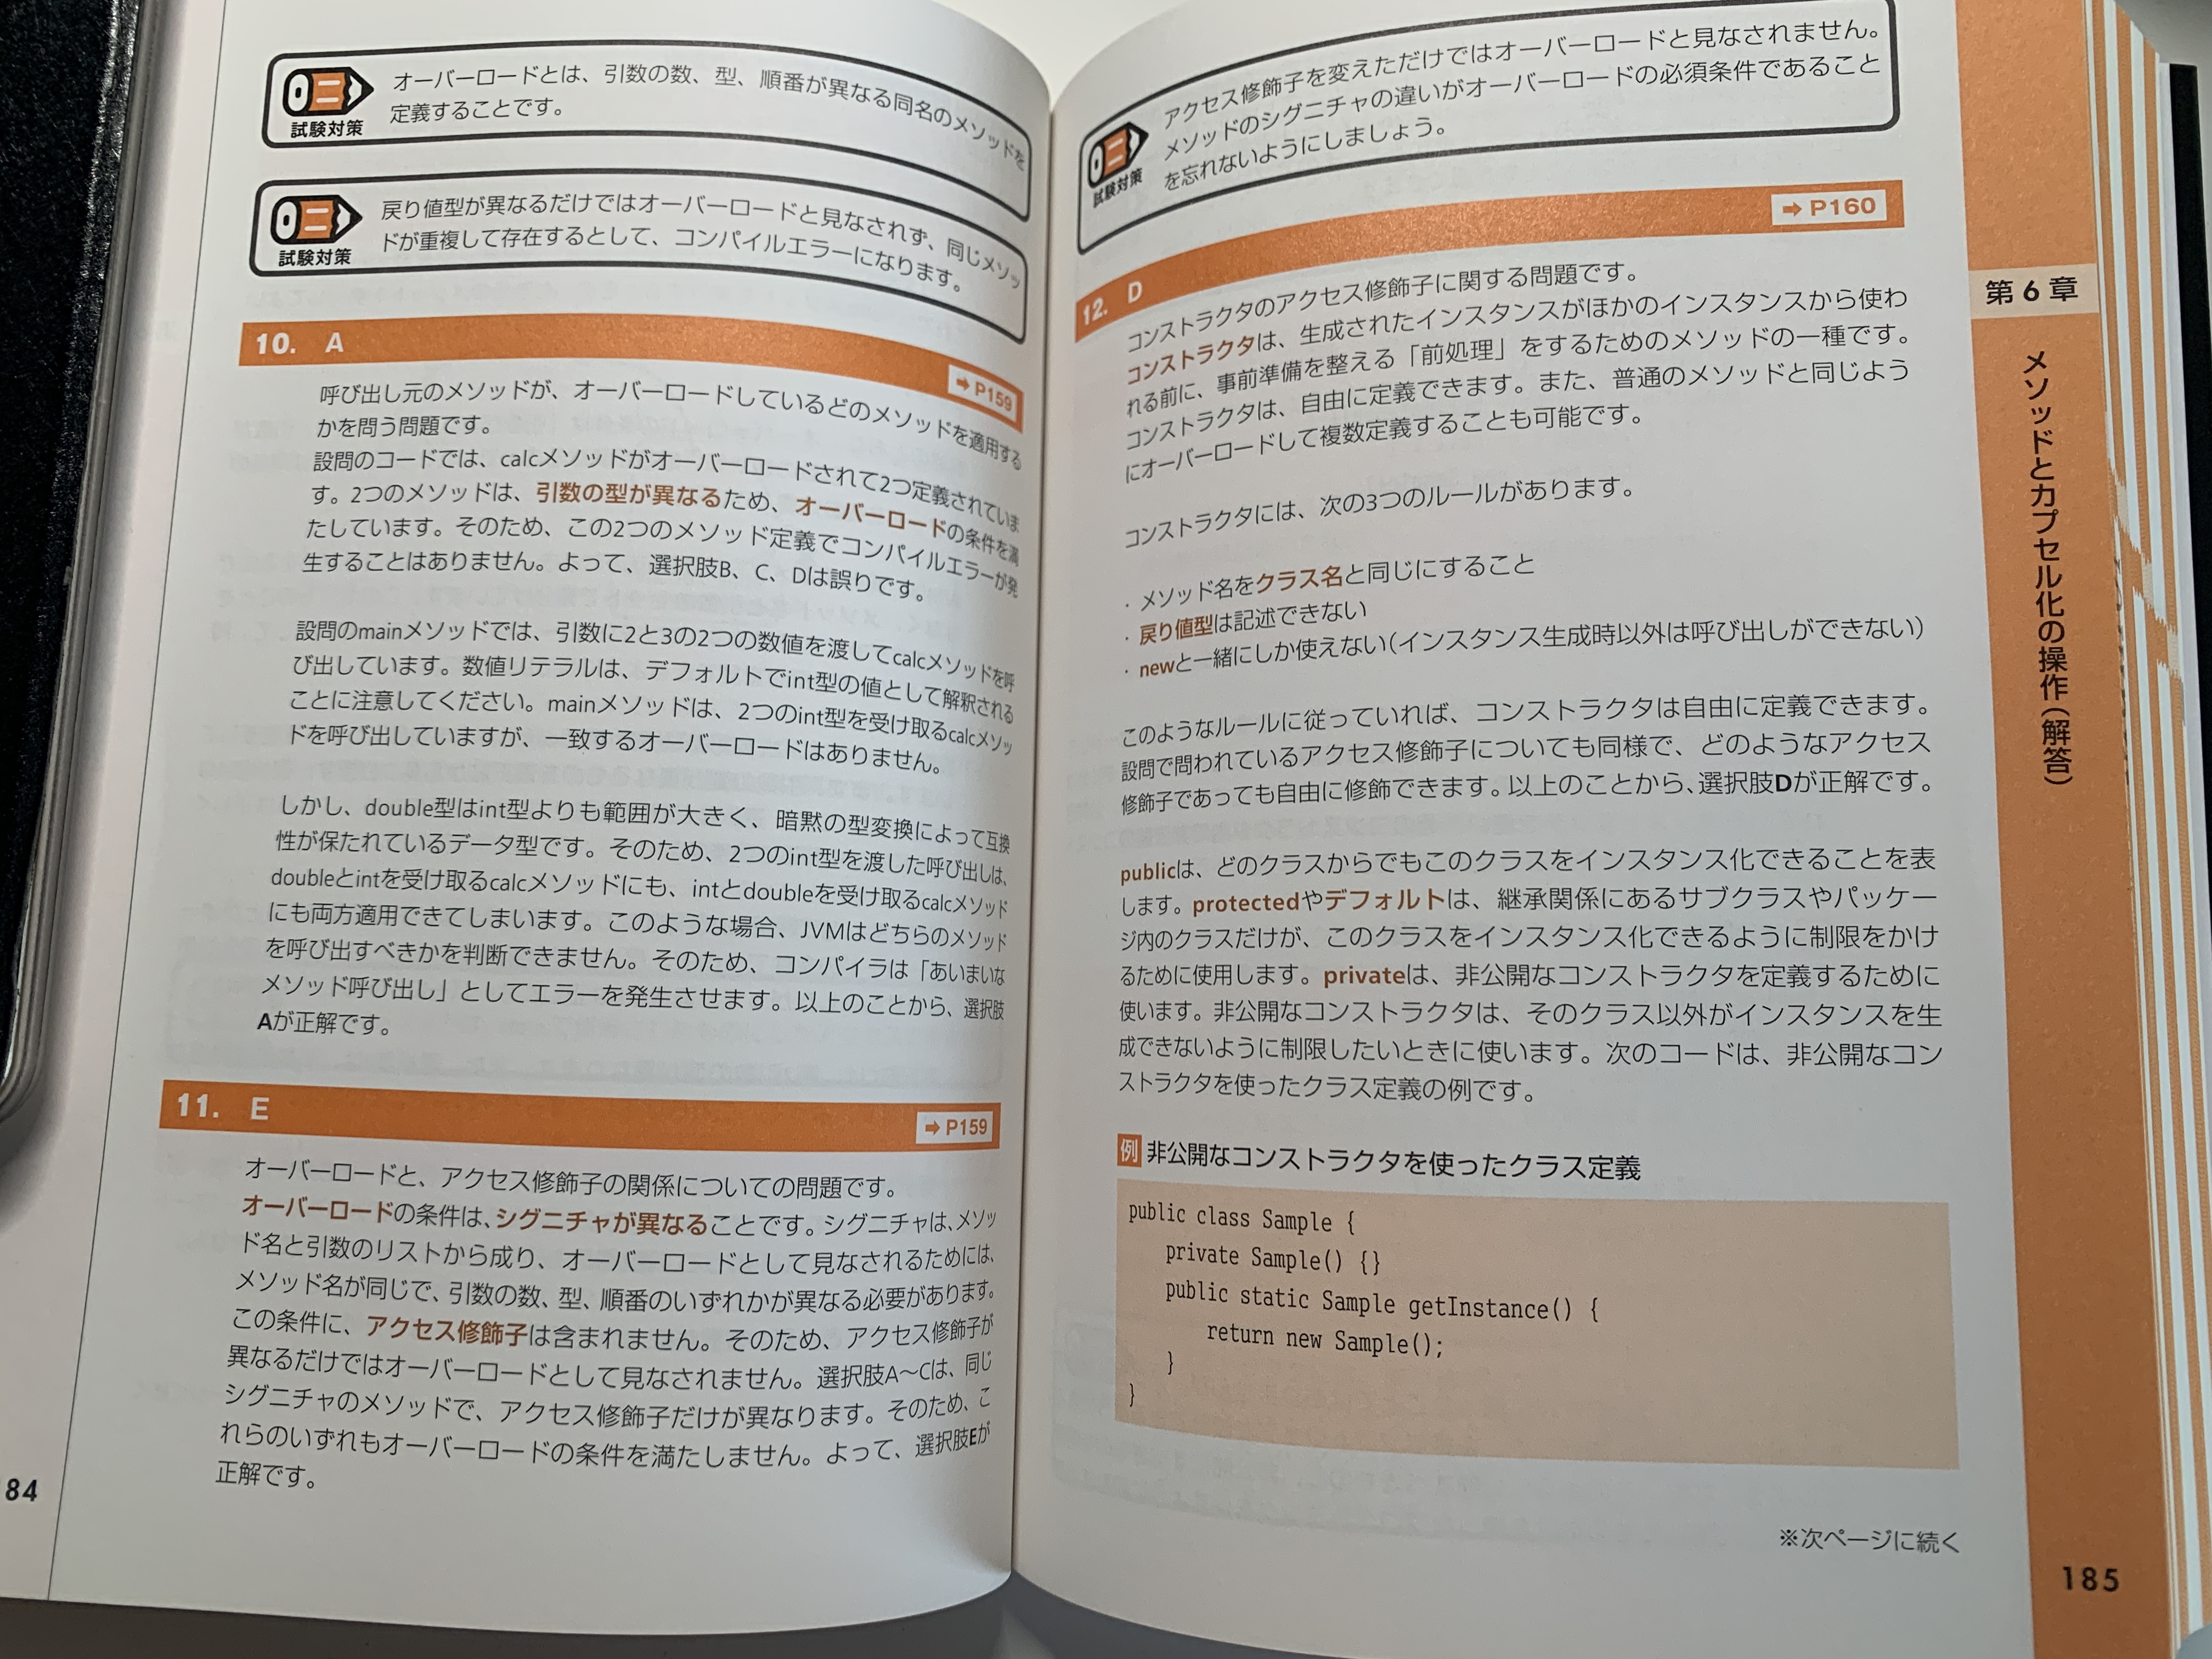 オーバーロードとは、引数の数、型、順番が異なる同名のメソッドを
定義することです。
試験対策
戻り値型が異なるだけではオーバーロードと見なされず、同じメソッ
ドが重複して存在するとして、コンパイルエラーになります。
試験対策
10. A
➡P159
呼び出し元のメソッドが、オーバーロードしているどのメソッドを適用する
かを問う問題です。
設問のコードでは、calcメソッドがオーバーロードされて2つ定義されていま
す。2つのメソッドは、引数の型が異なるため、オーバーロードの条件を満
たしています。そのため、この2つのメソッド定義でコンパイルエラーが発
生することはありません。よって、選択肢B、C、Dは誤りです。
設問のmainメソッドでは、引数に2と3の2つの数値を渡してcalcメソッドを呼
び出しています。数値リテラルは、デフォルトでint型の値として解釈される
ことに注意してください。mainメソッドは、2つのint型を受け取るcalcメソッ
ドを呼び出していますが、一致するオーバーロードはありません。
しかし、double型はint型よりも範囲が大きく、暗黙の型変換によって互換
性が保たれているデータ型です。そのため、2つのint型を渡した呼び出しは、
doubleとintを受け取るcalcメソッドにも、intとdoubleを受け取るcalcメソッド
にも両方適用できてしまいます。このような場合、JVMはどちらのメソッド
を呼び出すべきかを判断できません。そのため、コンパイラは「あいまいな
メソッド呼び出し」としてエラーを発生させます。以上のことから、選択肢
Aが正解です。
11. E
➡P159
オーバーロードと、アクセス修飾子の関係についての問題です。
オーバーロードの条件は、シグニチャが異なることです。シグニチャは、メソッ
ド名と引数のリストから成り、オーバーロードとして見なされるためには、
メソッド名が同じで、引数の数、型、順番のいずれかが異なる必要があります。
この条件に、アクセス修飾子は含まれません。そのため、アクセス修飾子が
異なるだけではオーバーロードとして見なされません。選択肢A〜Cは、同じ
シグニチャのメソッドで、アクセス修飾子だけが異なります。そのため、こ
れらのいずれもオーバーロードの条件を満たしません。よって、選択肢Eが
正解です。
184
アクセス修飾子を変えただけではオーバーロードと見なされません。
メソッドのシグニチャの違いがオーバーロードの必須条件であること
を忘れないようにしましょう。
試験対策
12. D
➡P160
コンストラクタのアクセス修飾子に関する問題です。
コンストラクタは、生成されたインスタンスがほかのインスタンスから使わ
れる前に、事前準備を整える「前処理」をするためのメソッドの一種です。
コンストラクタは、自由に定義できます。また、普通のメソッドと同じよう
にオーバーロードして複数定義することも可能です。
コンストラクタには、次の3つのルールがあります。
・メソッド名をクラス名と同じにすること
・戻り値型は記述できない
・newと一緒にしか使えない（インスタンス生成時以外は呼び出しができない）
このようなルールに従っていれば、コンストラクタは自由に定義できます。
設問で問われているアクセス修飾子についても同様で、どのようなアクセス
修飾子であっても自由に修飾できます。以上のことから、選択肢Dが正解です。
publicは、どのクラスからでもこのクラスをインスタンス化できることを表
します。protectedやデフォルトは、継承関係にあるサブクラスやパッケー
ジ内のクラスだけが、このクラスをインスタンス化できるように制限をかけ
るために使用します。privateは、非公開なコンストラクタを定義するために
使います。非公開なコンストラクタは、そのクラス以外がインスタンスを生
成できないように制限したいときに使います。次のコードは、非公開なコン
ストラクタを使ったクラス定義の例です。
例 非公開なコンストラクタを使ったクラス定義
public class Sample {
    private Sample() {}
    public static Sample getInstance() {
        return new Sample();
    }
}
※次ページに続く
第6章
メソッドとカプセル化の操作（解答）
185